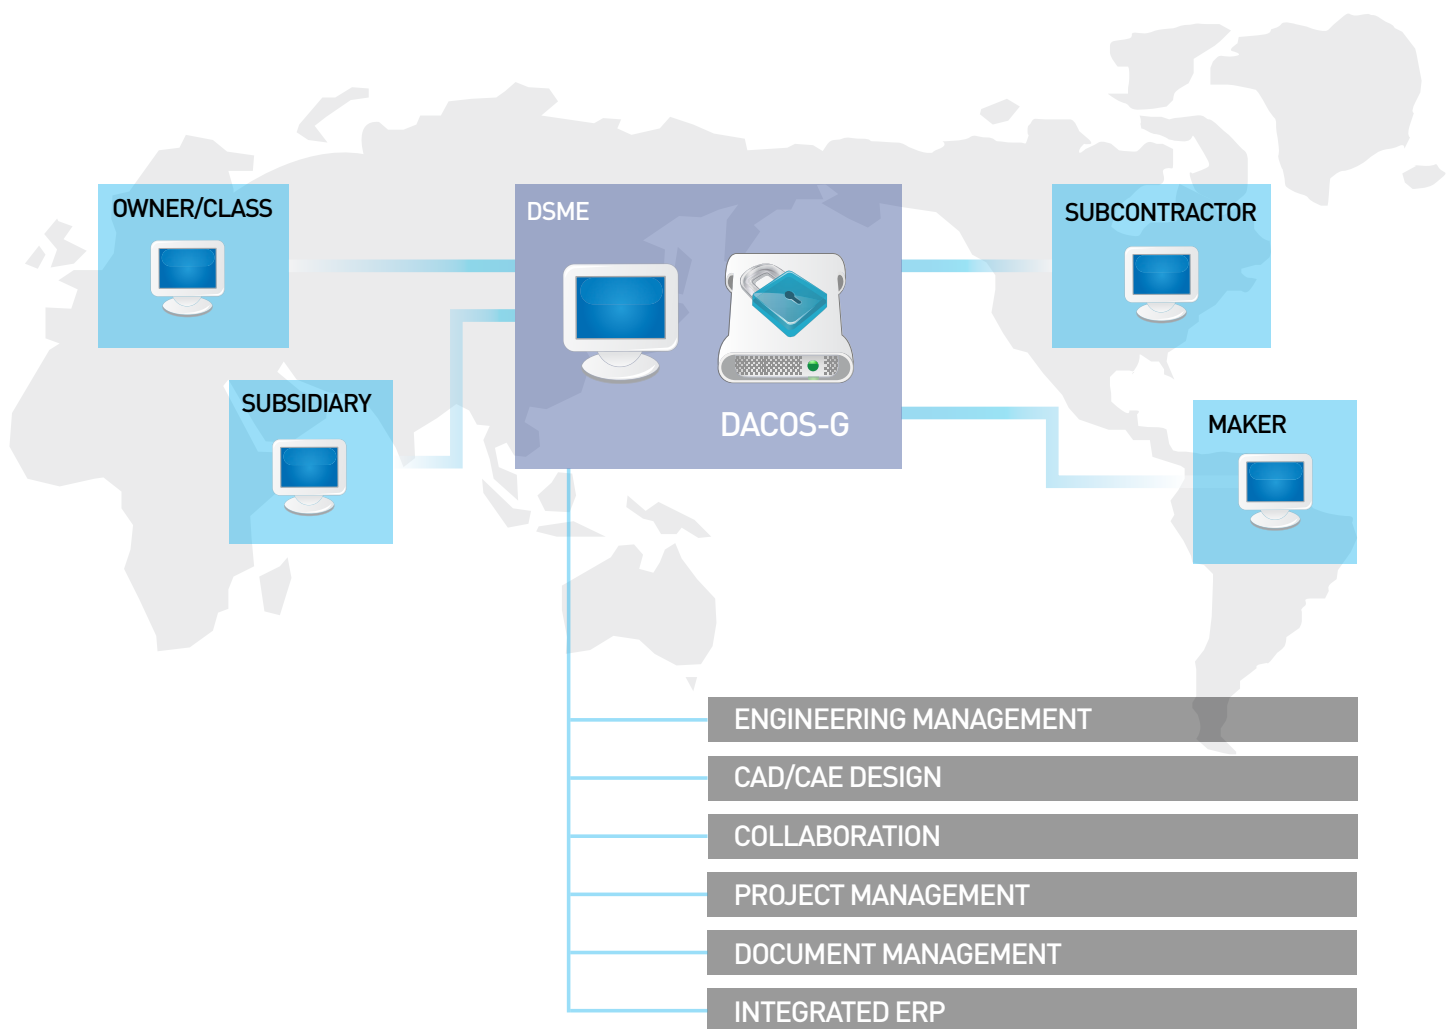 OWNER/CLASS
DSME
SUBCONTRACTOR
SUBSIDIARY
DACOS-G
MAKER
ENGINEERING MANAGEMENT
CAD/CAE DESIGN
COLLABORATION
PROJECT MANAGEMENT
DOCUMENT MANAGEMENT
INTEGRATED ERP